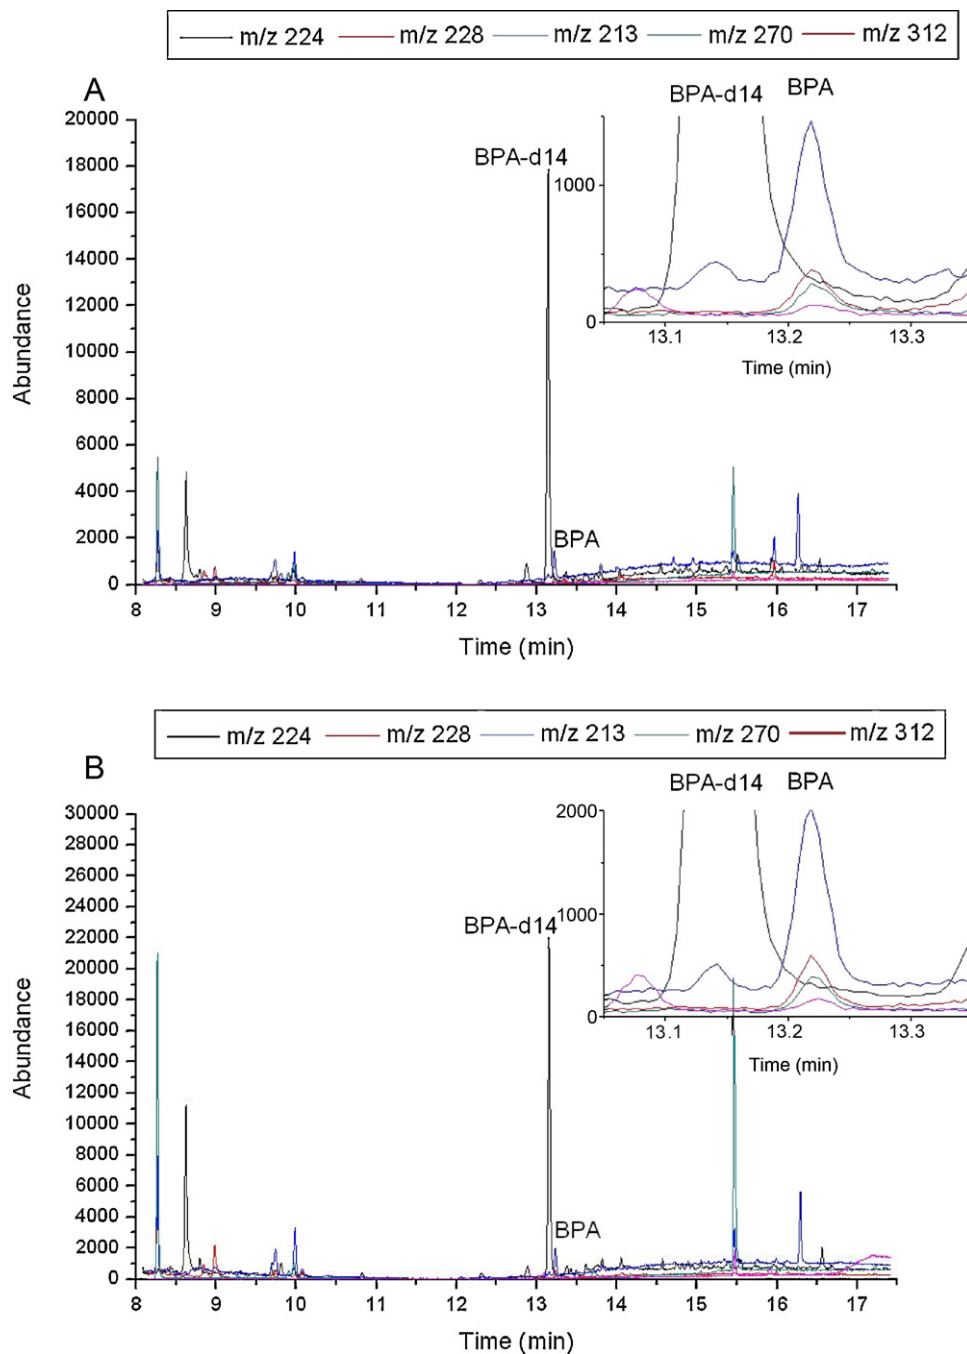 m/z 224 m/z 228 m/z 213 m/z 270 m/z 312
A
BPA-d14 BPA
20000
18000
16000
14000
12000
10000
8000
6000
4000
2000
0
Abundance
BPA-d14
BPA
8 9 10 11 12 13 14 15 16 17
Time (min)
1000
0
13.1 13.2 13.3
Time (min)
m/z 224 m/z 228 m/z 213 m/z 270 m/z 312
B
BPA-d14 BPA
30000
28000
26000
24000
22000
20000
18000
16000
14000
12000
10000
8000
6000
4000
2000
0
Abundance
BPA-d14
BPA
8 9 10 11 12 13 14 15 16 17
Time (min)
2000
1000
0
13.1 13.2 13.3
Time (min)